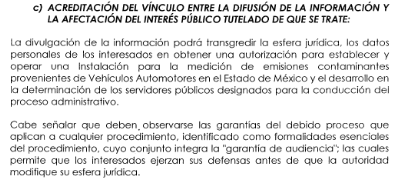 c) ACREDITACIÓN DEL VÍNCULO ENTRE LA DIFUSIÓN DE LA INFORMACIÓN Y
LA AFECTACIÓN DEL INTERÉS PÚBLICO TUTELADO DE QUE SE TRATE:
La divulgación de la información podrá transgredir la esfera jurídica, los datos
personales de los interesados en obtener una autorización para establecer y
operar una Instalación para la medición de emisiones contaminantes
provenientes de Vehículos Automotores en el Estado de México y el desarrollo en
la determinación de los servidores públicos designados para la conducción del
proceso administrativo.
Cabe señalar que deben observarse las garantías del debido proceso que
aplican a cualquier procedimiento, identificado como formalidades esenciales
del procedimiento, cuyo conjunto integra la "garantía de audiencia"; las cuales
permite que los interesados ejerzan sus defensas antes de que la autoridad
modifique su esfera jurídica.